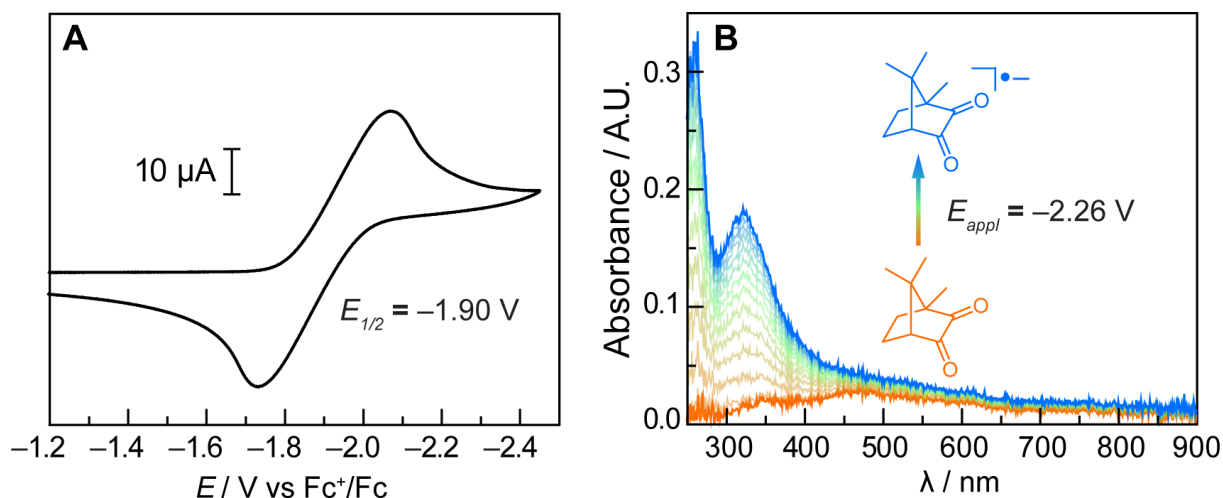 A
10 µA
E1/2 = –1.90 V
–1.2 –1.4 –1.6 –1.8 –2.0 –2.2 –2.4
E / V vs Fc+/Fc
B
Absorbance / A.U.
0.3
0.2
0.1
0.0
O
O
Eappl = –2.26 V
O
O
300 400 500 600 700 800 900
λ / nm